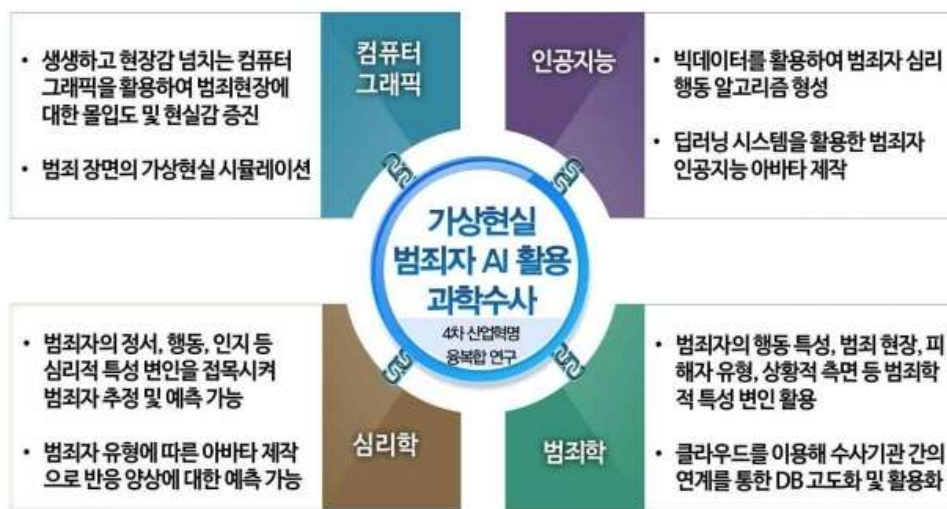 • 생생하고 현장감 넘치는 컴퓨터
그래픽을 활용하여 범죄현장에
대한 몰입도 및 현실감 증진
• 범죄 장면의 가상현실 시뮬레이션
컴퓨터
그래픽
인공지능
• 빅데이터를 활용하여 범죄자 심리
행동 알고리즘 형성
• 딥러닝 시스템을 활용한 범죄자
인공지능 아바타 제작
가상현실
범죄자 AI 활용
과학수사
4차 산업혁명
융복합 연구
• 범죄자의 정서, 행동, 인지 등
심리적 특성 변인을 접목시켜
범죄자 추정 및 예측 가능
• 범죄자 유형에 따른 아바타 제작
으로 반응 양상에 대한 예측 가능
심리학
범죄학
• 범죄자의 행동 특성, 범죄 현장, 피
해자 유형, 상황적 측면 등 범죄학
적 특성 변인 활용
• 클라우드를 이용해 수사기관 간의
연계를 통한 DB 고도화 및 활용화